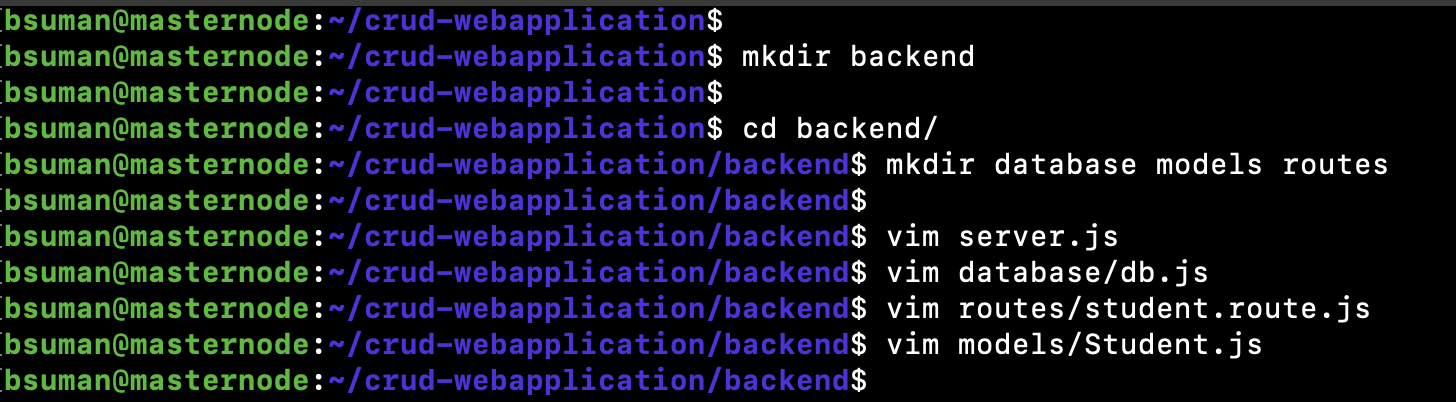 bsuman@masternode:~/crud-webapplication$
bsuman@masternode:~/crud-webapplication$ mkdir backend
bsuman@masternode:~/crud-webapplication$
bsuman@masternode:~/crud-webapplication$ cd backend/
bsuman@masternode:~/crud-webapplication/backend$ mkdir database models routes
bsuman@masternode:~/crud-webapplication/backend$
bsuman@masternode:~/crud-webapplication/backend$ vim server.js
bsuman@masternode:~/crud-webapplication/backend$ vim database/db.js
bsuman@masternode:~/crud-webapplication/backend$ vim routes/student.route.js
bsuman@masternode:~/crud-webapplication/backend$ vim models/Student.js
bsuman@masternode:~/crud-webapplication/backend$